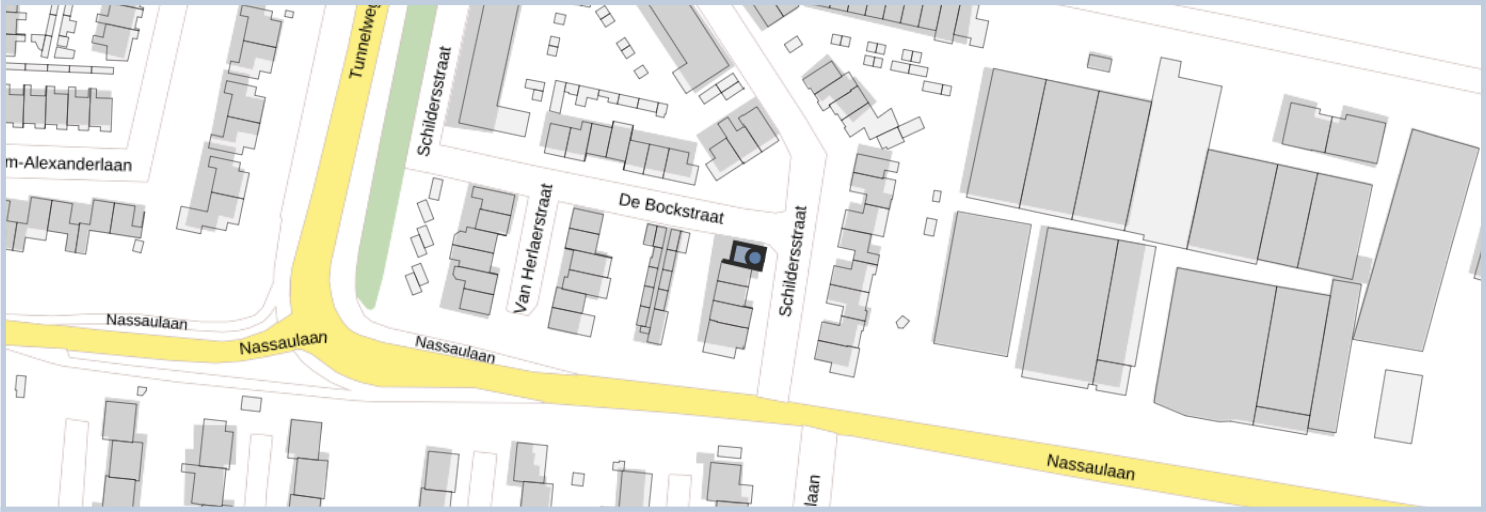 Tunnelweg
Schildersstraat
m-Alexanderlaan
De Bockstraat
Van Herlaerstraat
Schildersstraat
Nassaulaan
Nassaulaan
Nassaulaan
Nassaulaan
laan